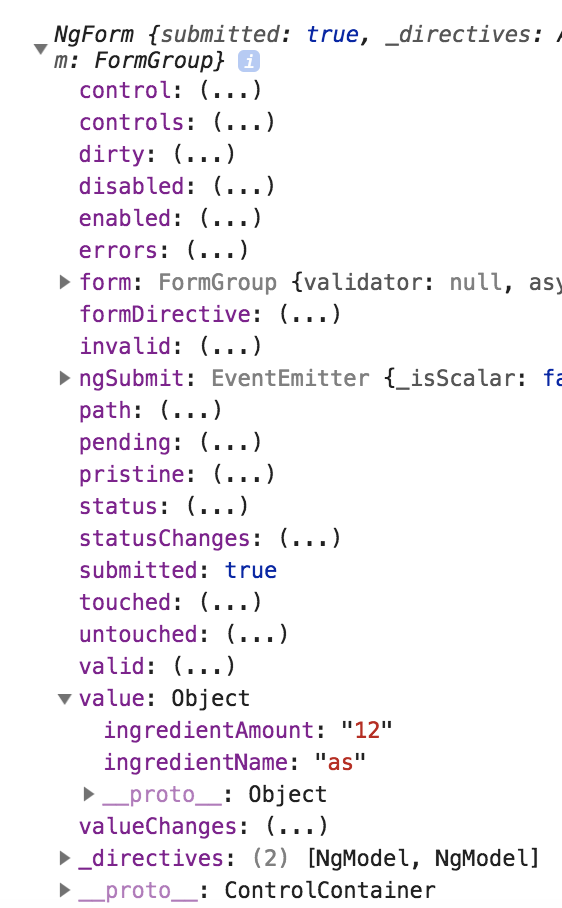 NgForm {submitted: true, _directives:
m: FormGroup} i
control: (...)
controls: (...)
dirty: (...)
disabled: (...)
enabled: (...)
errors: (...)
form: FormGroup {validator: null, asy
formDirective: (...)
invalid: (...)
ngSubmit: EventEmitter {_isScalar: fa
path: (...)
pending: (...)
pristine: (...)
status: (...)
statusChanges: (...)
submitted: true
touched: (...)
untouched: (...)
valid: (...)
value: Object
ingredientAmount: "12"
ingredientName: "as"
__proto__: Object
valueChanges: (...)
_directives: (2) [NgModel, NgModel]
__proto__: ControlContainer